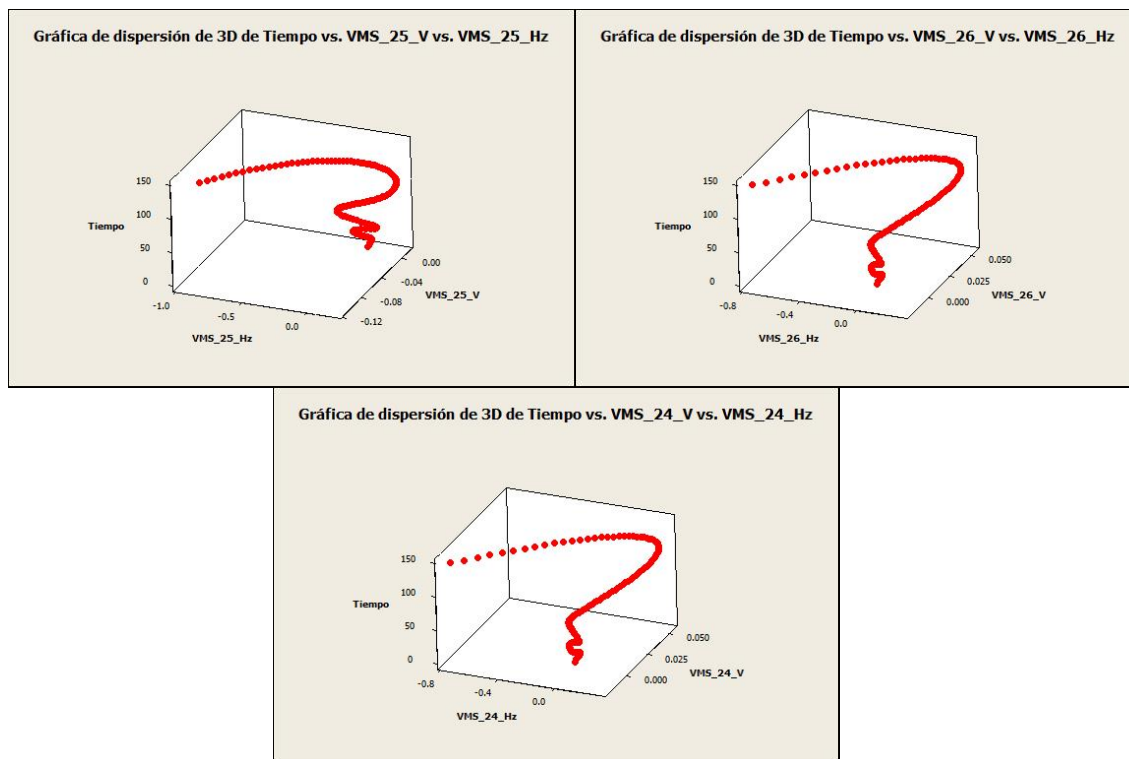 Gráfica de dispersión de 3D de Tiempo vs. VMS_25_V vs. VMS_25_Hz
150
100
Tiempo
50
0
0.00
-0.04
VMS_25_V
-0.08
-0.12
-1.0
-0.5
0.0
VMS_25_Hz
Gráfica de dispersión de 3D de Tiempo vs. VMS_26_V vs. VMS_26_Hz
150
100
Tiempo
50
0
0.050
0.025
VMS_26_V
0.000
-0.8
-0.4
0.0
VMS_26_Hz
Gráfica de dispersión de 3D de Tiempo vs. VMS_24_V vs. VMS_24_Hz
150
100
Tiempo
50
0
0.050
0.025
VMS_24_V
0.000
-0.8
-0.4
0.0
VMS_24_Hz